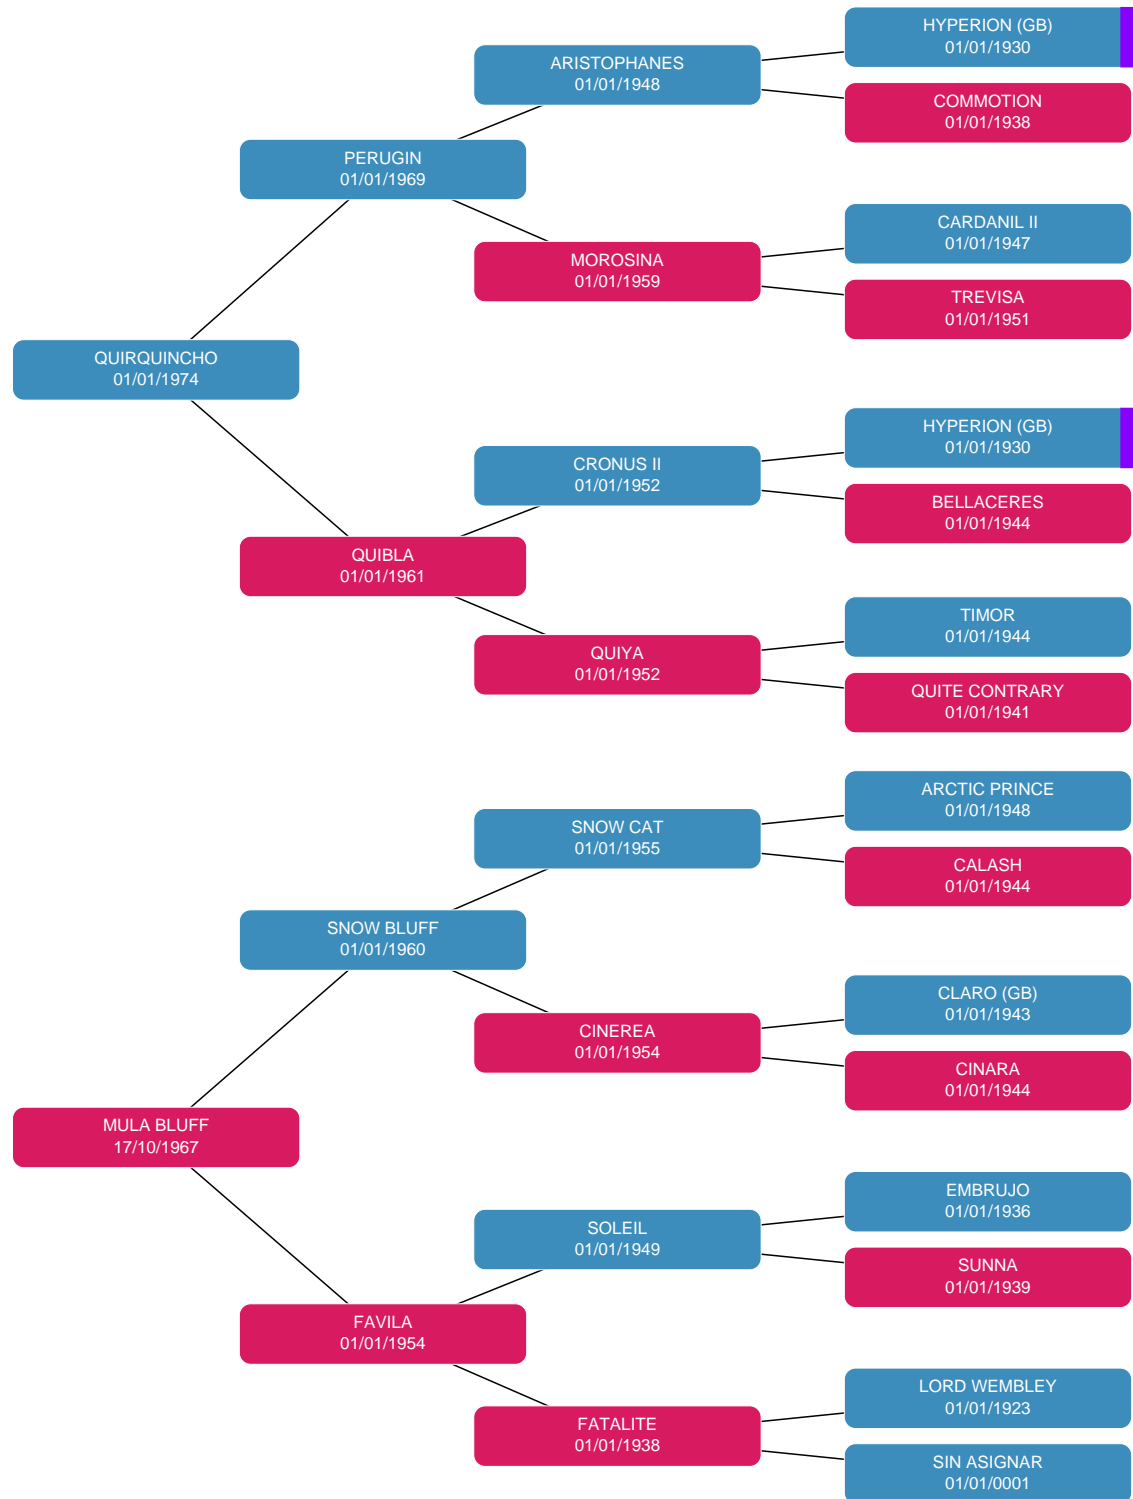 HYPERION (GB)
01/01/1930
ARISTOPHANES
01/01/1948
COMMOTION
01/01/1938
PERUGIN
01/01/1969
CARDANIL II
01/01/1947
MOROSINA
01/01/1959
TREVISA
01/01/1951
QUIRQUINCHO
01/01/1974
HYPERION (GB)
01/01/1930
CRONUS II
01/01/1952
BELLACERES
01/01/1944
QUIBLA
01/01/1961
TIMOR
01/01/1944
QUIYA
01/01/1952
QUITE CONTRARY
01/01/1941
ARCTIC PRINCE
01/01/1948
SNOW CAT
01/01/1955
CALASH
01/01/1944
SNOW BLUFF
01/01/1960
CLARO (GB)
01/01/1943
CINEREA
01/01/1954
CINARA
01/01/1944
MULA BLUFF
17/10/1967
EMBRUJO
01/01/1936
SOLEIL
01/01/1949
SUNNA
01/01/1939
FAVILA
01/01/1954
LORD WEMBLEY
01/01/1923
FATALITE
01/01/1938
SIN ASIGNAR
01/01/0001